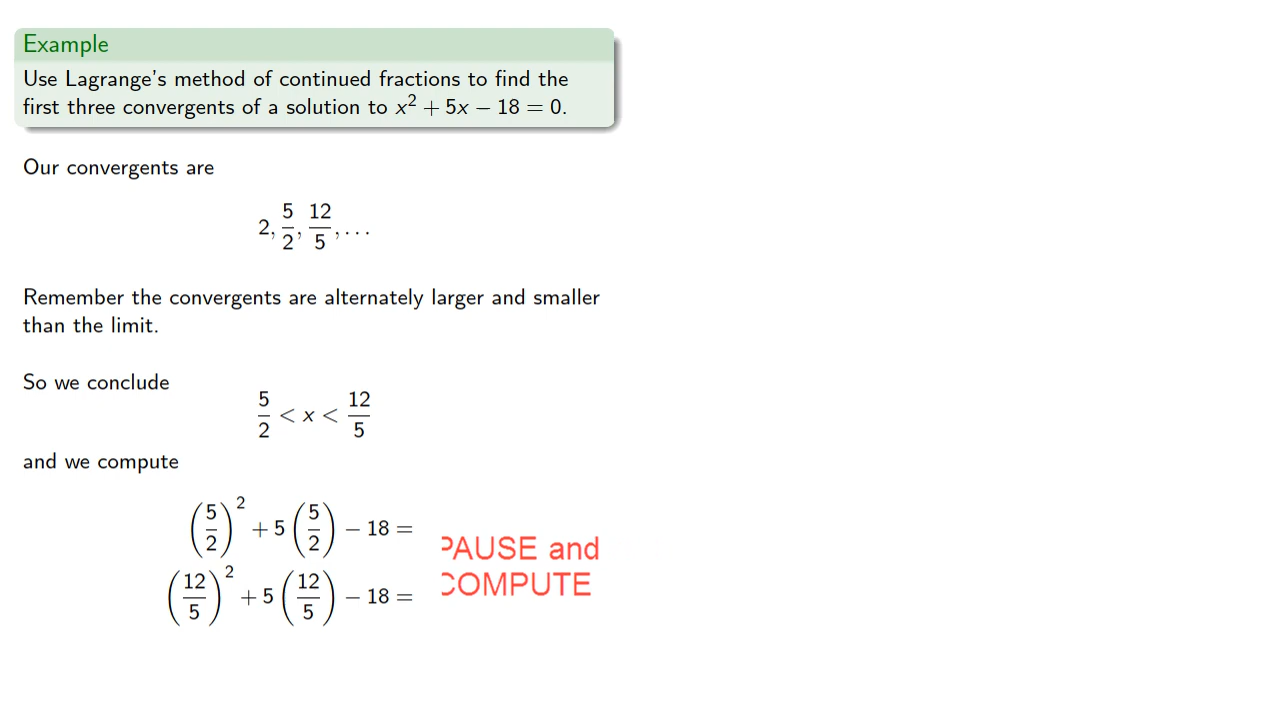 Example
Use Lagrange's method of continued fractions to find the
first three convergents of a solution to x² + 5x − 18 = 0.
Our convergents are
2, 5/2, 12/5, . . .
Remember the convergents are alternately larger and smaller
than the limit.
So we conclude
5/2 < x < 12/5
and we compute
(5/2)² + 5 (5/2) − 18 =
(12/5)² + 5 (12/5) − 18 =
PAUSE and
COMPUTE